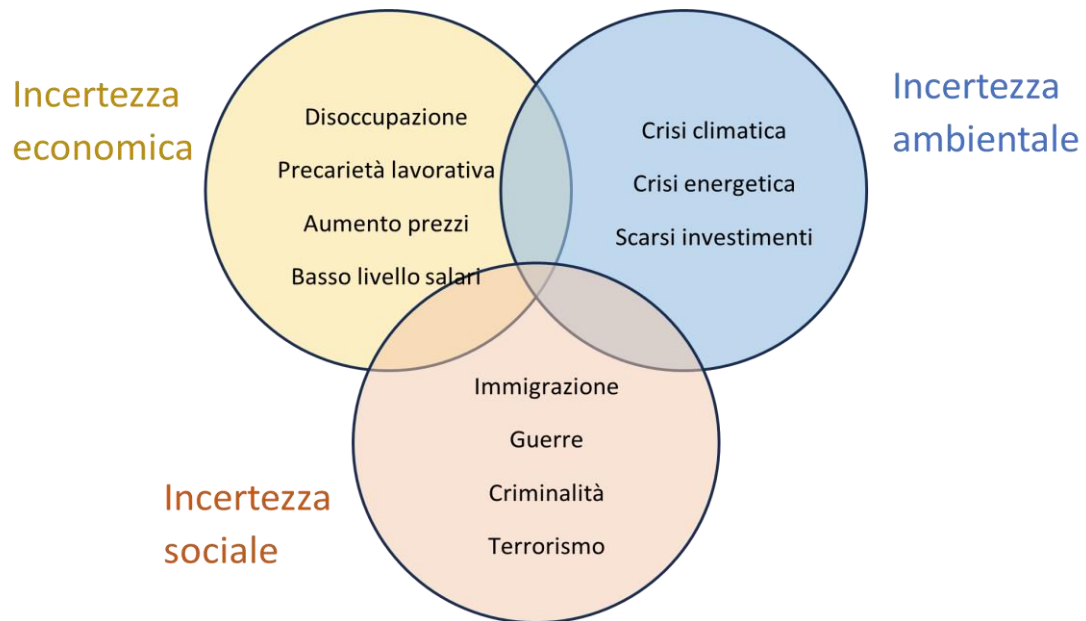 Incertezza
economica
Disoccupazione
Precarietà lavorativa
Aumento prezzi
Basso livello salari
Incertezza
ambientale
Crisi climatica
Crisi energetica
Scarsi investimenti
Incertezza
sociale
Immigrazione
Guerre
Criminalità
Terrorismo